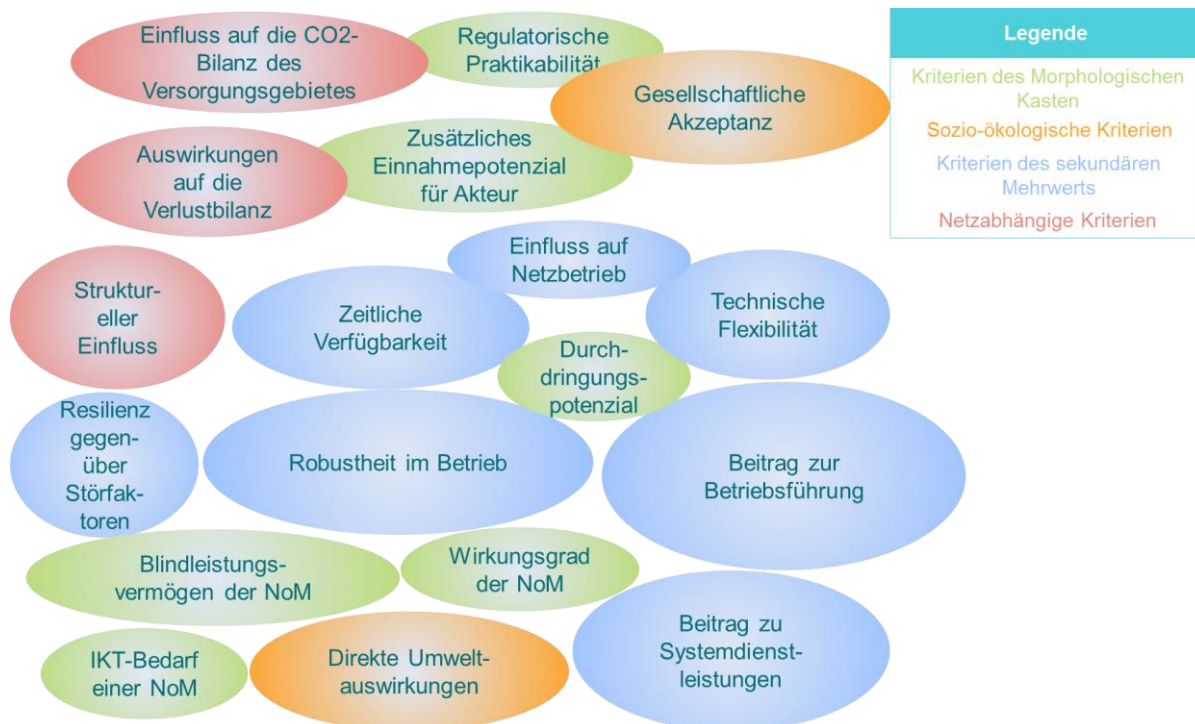 Einfluss auf die CO2-
Bilanz des
Versorgungsgebietes
Regulatorische
Praktikabilität
Gesellschaftliche
Akzeptanz
Auswirkungen
auf die
Verlustbilanz
Zusätzliches
Einnahmepotenzial
für Akteur
Struktur-
eller
Einfluss
Zeitliche
Verfügbarkeit
Einfluss auf
Netzbetrieb
Technische
Flexibilität
Durch-
dringungs-
potenzial
Resilienz
gegen-
über
Störfak-
toren
Robustheit im Betrieb
Beitrag zur
Betriebsführung
Blindleistungs-
vermögen der NoM
Wirkungsgrad
der NoM
IKT-Bedarf
einer NoM
Direkte Umwelt-
auswirkungen
Beitrag zu
Systemdienst-
leistungen
Legende
Kriterien des Morphologischen
Kasten
Sozio-ökologische Kriterien
Kriterien des sekundären
Mehrwerts
Netzabhängige Kriterien